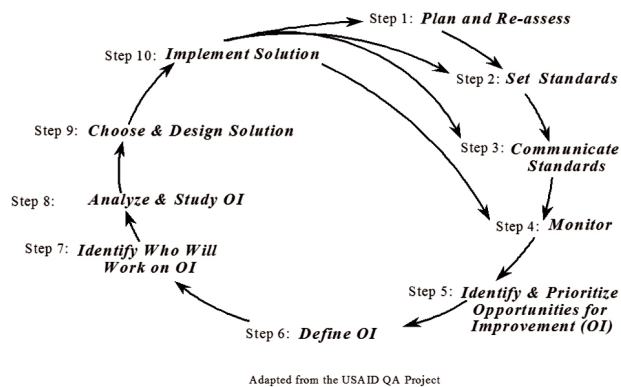 Step 1: Plan and Re-assess
Step 2: Set Standards
Step 3: Communicate
Standards
Step 4: Monitor
Step 5: Identify & Prioritize
Opportunities for
Improvement (OI)
Step 6: Define OI
Step 7: Identify Who Will
Work on OI
Step 8: Analyze & Study OI
Step 9: Choose & Design Solution
Step 10: Implement Solution
Adapted from the USAID QA Project